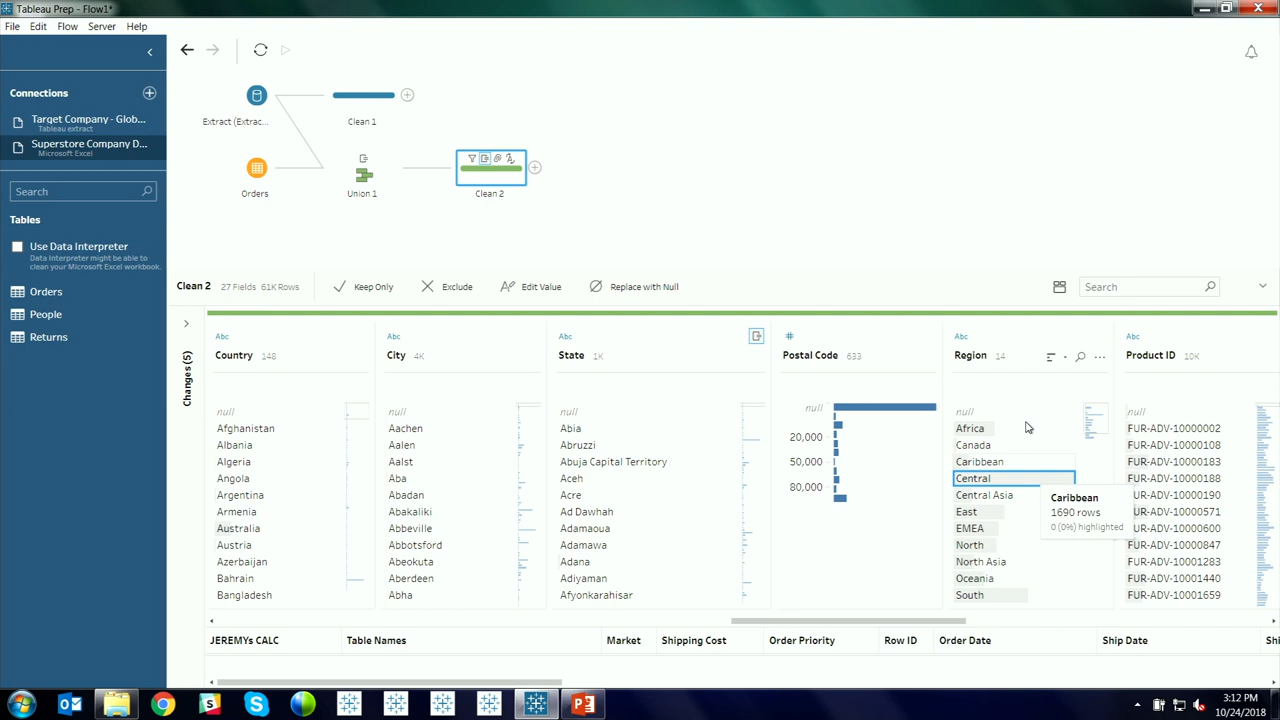 Tableau Prep - Flow1*
File Edit Flow Server Help
Connections
Target Company - Glob...
Tableau extract
Superstore Company D...
Microsoft Excel
Search
Tables
Use Data Interpreter
Data Interpreter might be able to
clean your Microsoft Excel workbook.
Orders
People
Returns
Extract (Extrac...
Clean 1
Orders
Union 1
Clean 2
Clean 2 27 Fields 61K Rows Keep Only Exclude Edit Value Replace with Null Search
Changes (5)
Abc Abc Abc # Abc Abc
Country 148 City 4K State 1K Postal Code 633 Region 14 Product ID 10K
null null null null null null
Afghanistan Aachen Abia Africa FUR-ADV-10000002
Albania Aalen Abruzzi 20,000 Canada FUR-ADV-10000108
Algeria Aalst Abuja Capital Territory 50,000 Caribbean FUR-ADV-10000183
Angola Aba Aceh 80,000 Central FUR-ADV-10000188
Argentina Abadan Acre Central Asia
Armenia Abakaliki Ad Dawhah East UR-ADV-10000571
Australia Abbeville Adamaoua EMEA UR-ADV-10000600
Austria Abbotsford Adamawa North FUR-ADV-10000847
Azerbaijan Abeokuta Adana North Asia FUR-ADV-10001283
Bahrain Aberdeen Adiyaman Oceania FUR-ADV-10001440
Bangladesh Abha Afyonkarahisar South FUR-ADV-10001659
Caribbean
1690 rows
0 (0%) highlighted
JEREMYs CALC Table Names Market Shipping Cost Order Priority Row ID Order Date Ship Date
3:12 PM
10/24/2018